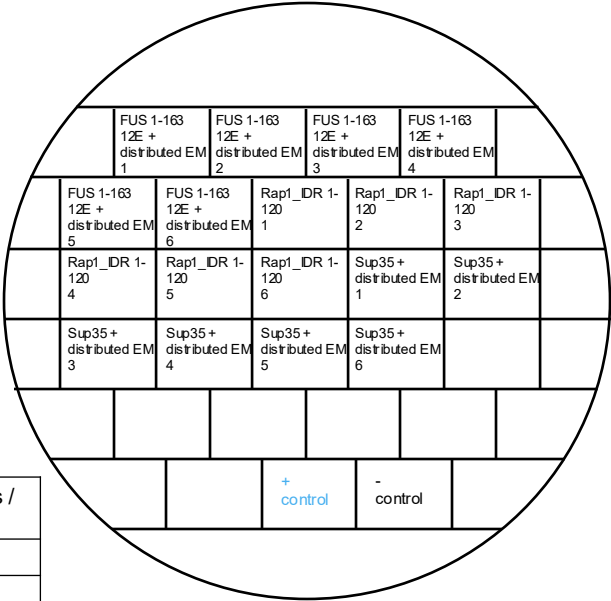 FUS 1-163
12E +
distributed EM
1
FUS 1-163
12E +
distributed EM
2
FUS 1-163
12E +
distributed EM
3
FUS 1-163
12E +
distributed EM
4
FUS 1-163
12E +
distributed EM
5
FUS 1-163
12E +
distributed EM
6
Rap1_IDR 1-
120
1
Rap1_IDR 1-
120
2
Rap1_IDR 1-
120
3
Rap1_IDR 1-
120
4
Rap1_IDR 1-
120
5
Rap1_IDR 1-
120
6
Sup35 +
distributed EM
1
Sup35 +
distributed EM
2
Sup35 +
distributed EM
3
Sup35 +
distributed EM
4
Sup35 +
distributed EM
5
Sup35 +
distributed EM
6
+
control
-
control
s /